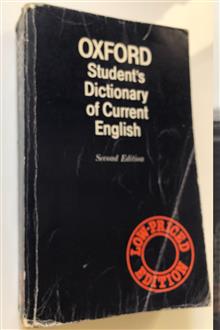 OXFORD
Student's
Dictionary
of Current
English
Second Edition
LOW-PRICED
EDITION